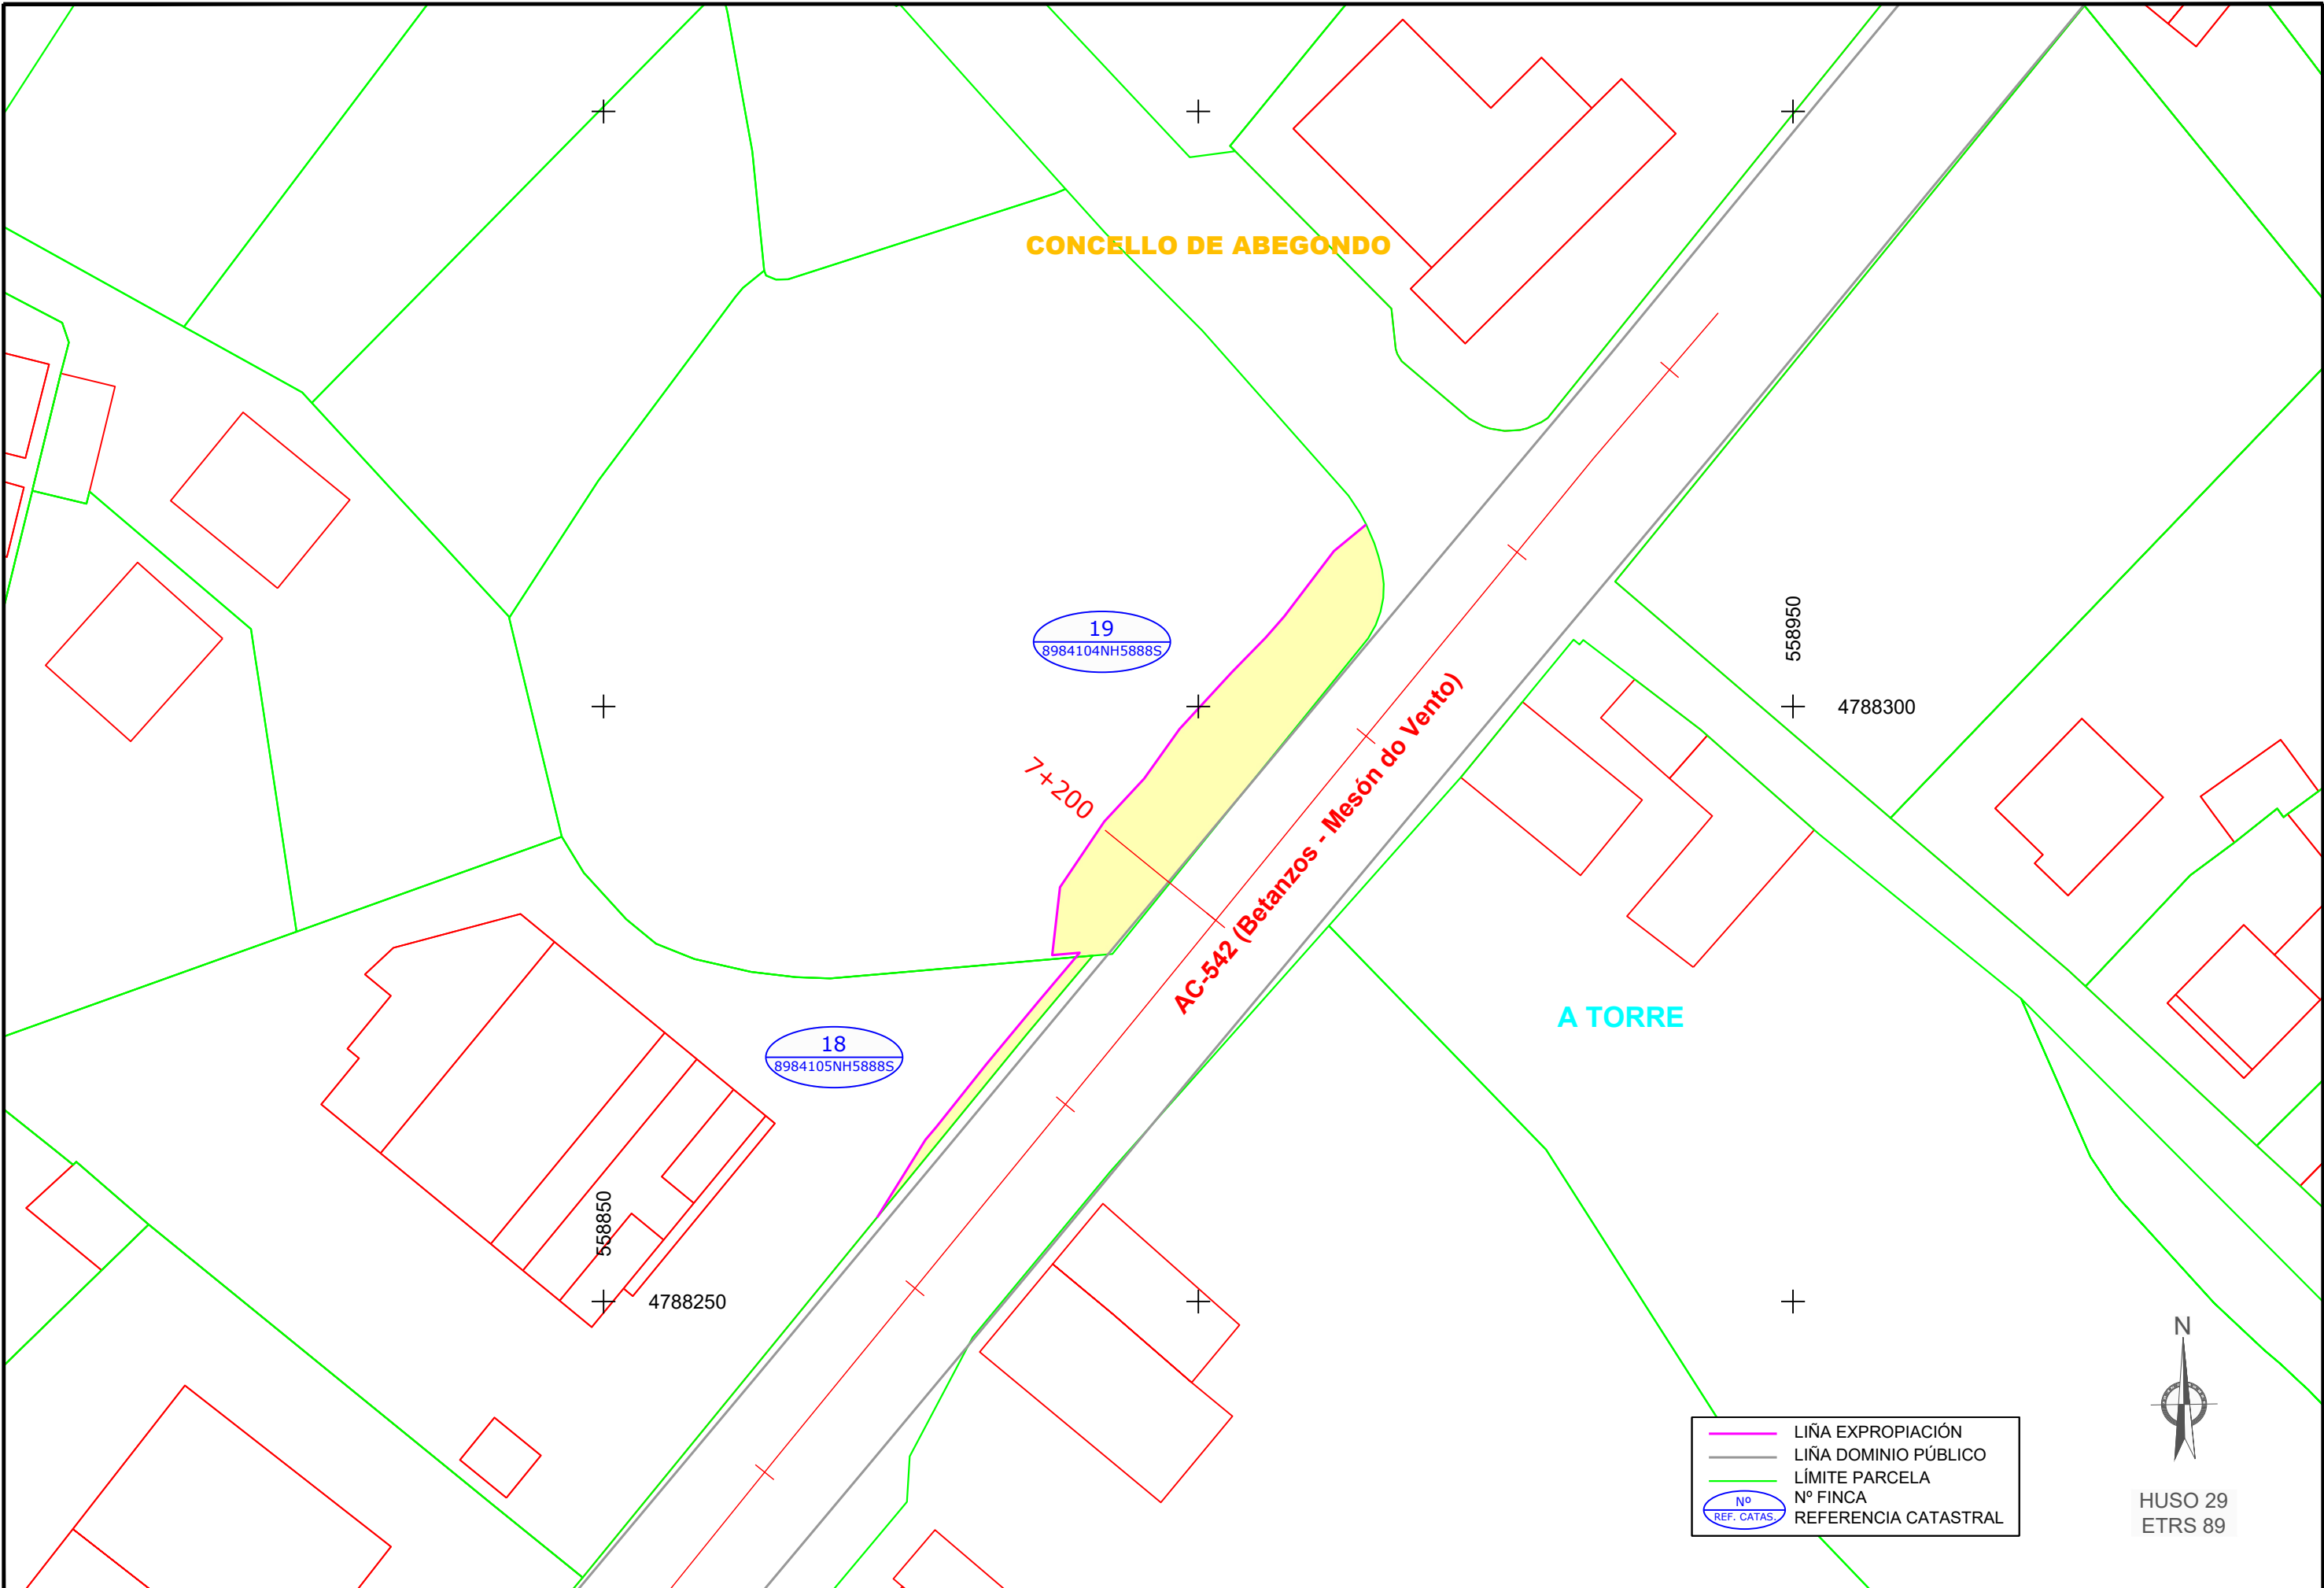 CONCELLO DE ABEGONDO
19
8984104NH5888S
558950
4788300
7+200
AC-542 (Betanzos - Mesón do Vento)
A TORRE
18
8984105NH5888S
558850
4788250
N
LIÑA EXPROPIACIÓN
LIÑA DOMINIO PÚBLICO
LÍMITE PARCELA
Nº
REF. CATAS.
Nº FINCA
REFERENCIA CATASTRAL
HUSO 29
ETRS 89